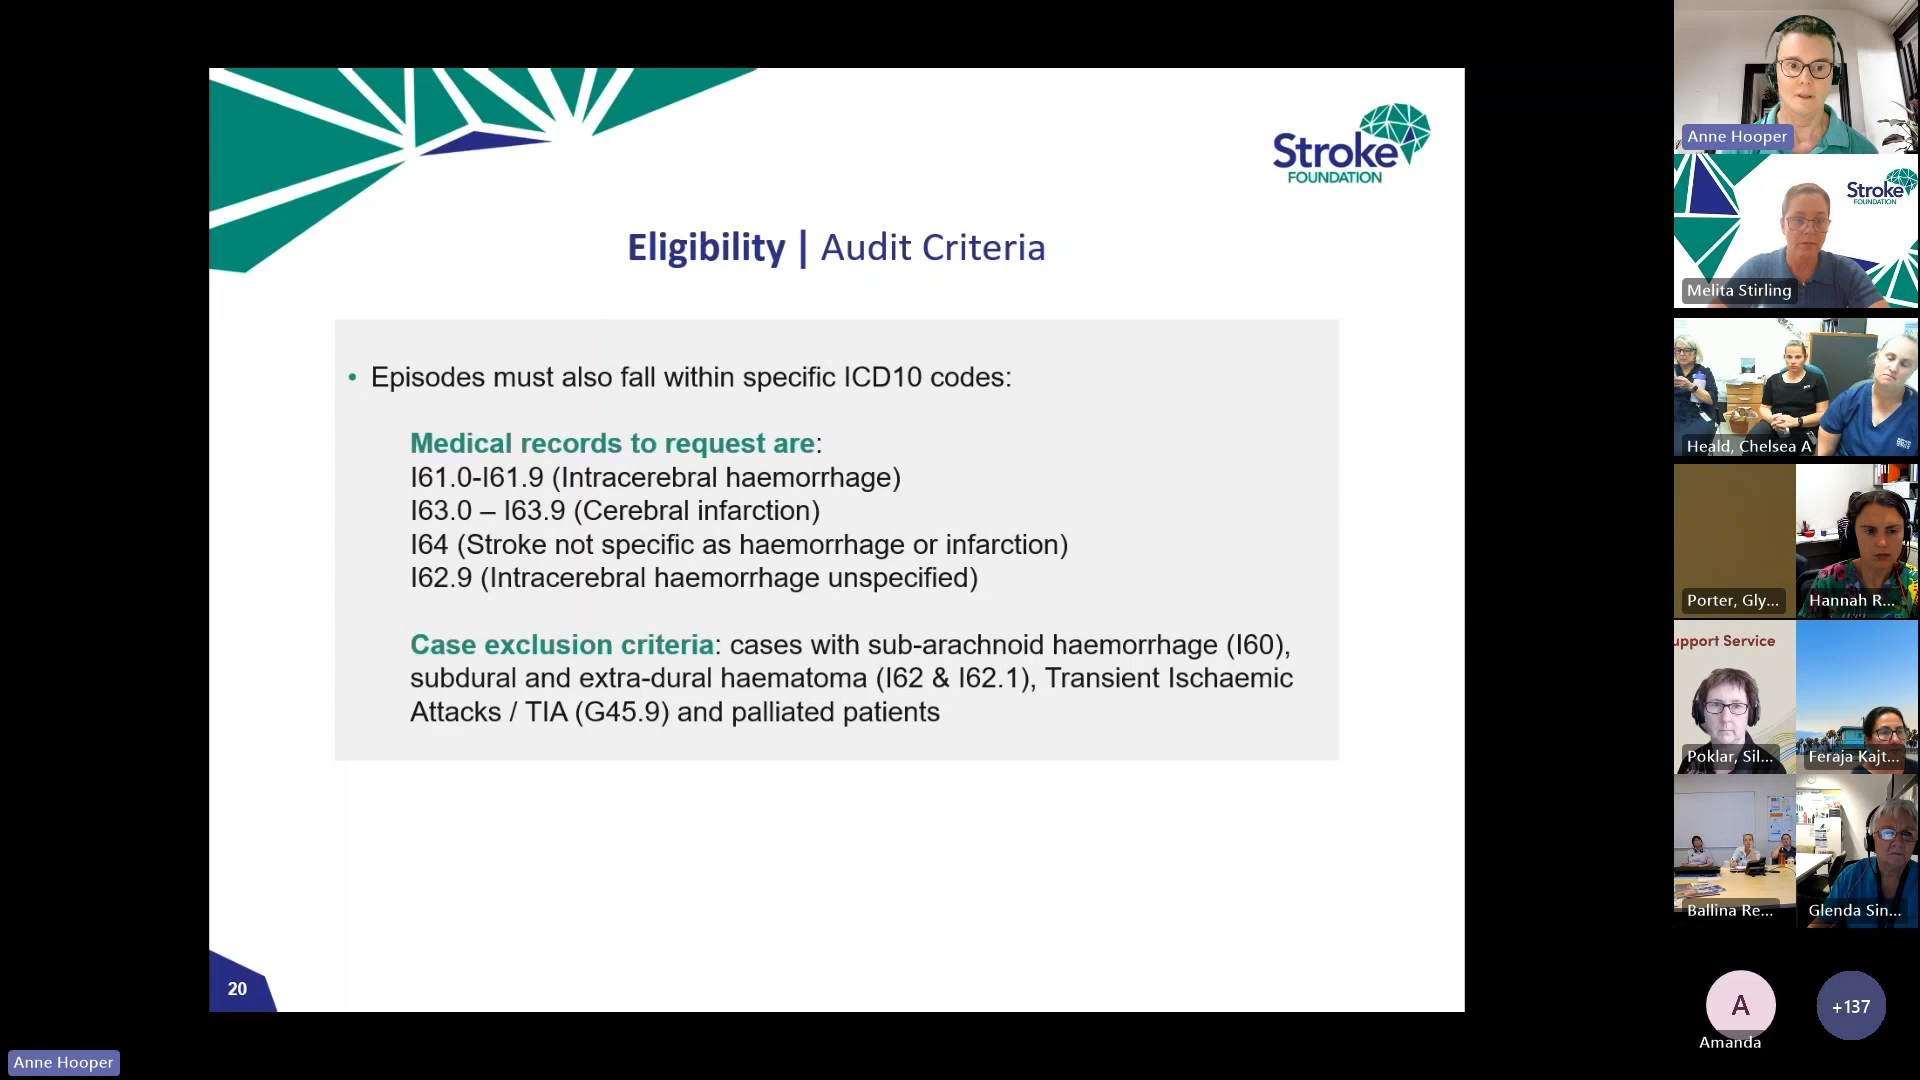 Stroke
FOUNDATION
Eligibility | Audit Criteria
• Episodes must also fall within specific ICD10 codes:
Medical records to request are:
I61.0-I61.9 (Intracerebral haemorrhage)
I63.0 – I63.9 (Cerebral infarction)
I64 (Stroke not specific as haemorrhage or infarction)
I62.9 (Intracerebral haemorrhage unspecified)
Case exclusion criteria: cases with sub-arachnoid haemorrhage (I60),
subdural and extra-dural haematoma (I62 & I62.1), Transient Ischaemic
Attacks / TIA (G45.9) and palliated patients
20
Anne Hooper
Anne Hooper
Stroke
FOUNDATION
Melita Stirling
Heald, Chelsea A
Porter, Gly...
Hannah R...
upport Service
Poklar, Sil...
Feraja Kajt...
Ballina Re...
Glenda Sin...
A
Amanda
+137